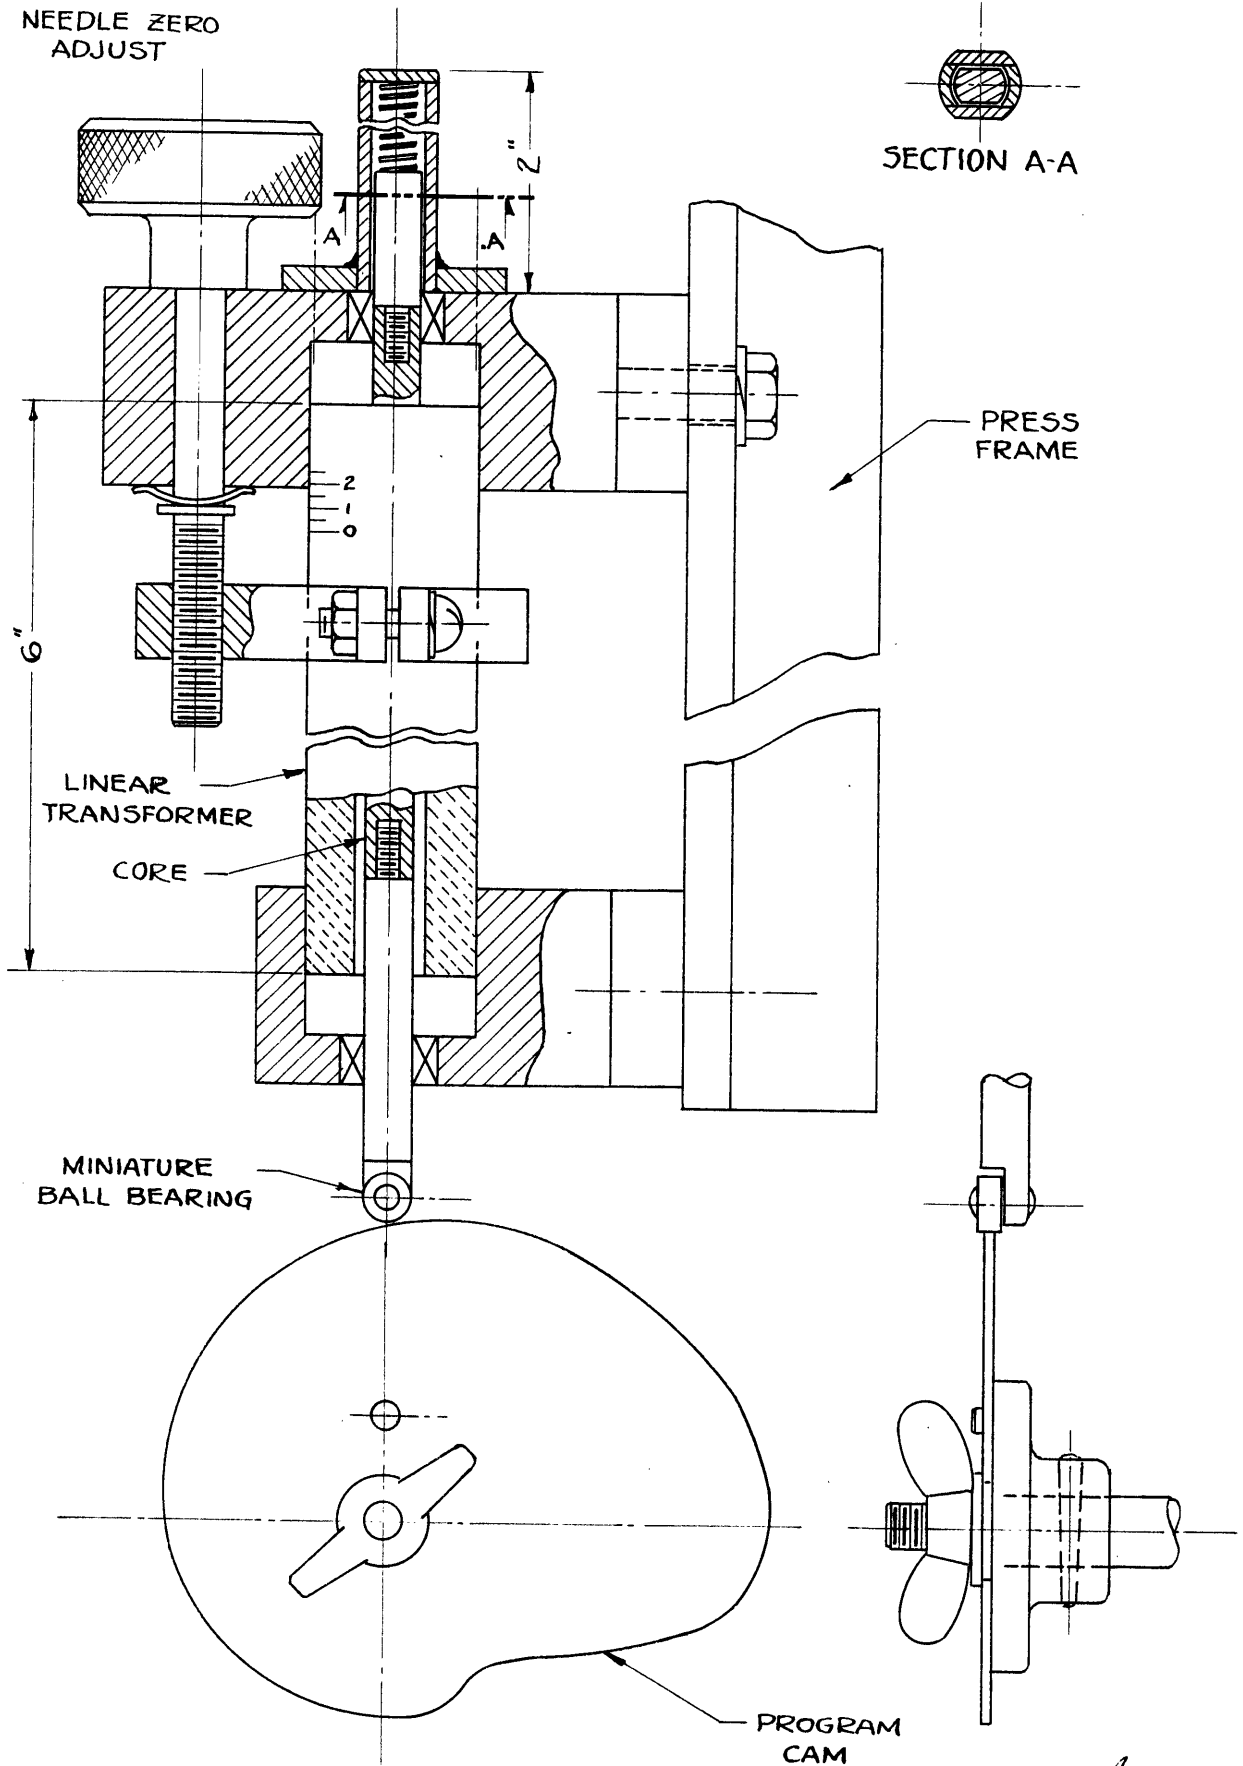 NEEDLE ZERO
ADJUST
2"
SECTION A-A
A
A
PRESS
FRAME
2
1
0
6"
LINEAR
TRANSFORMER
CORE
MINIATURE
BALL BEARING
PROGRAM
CAM